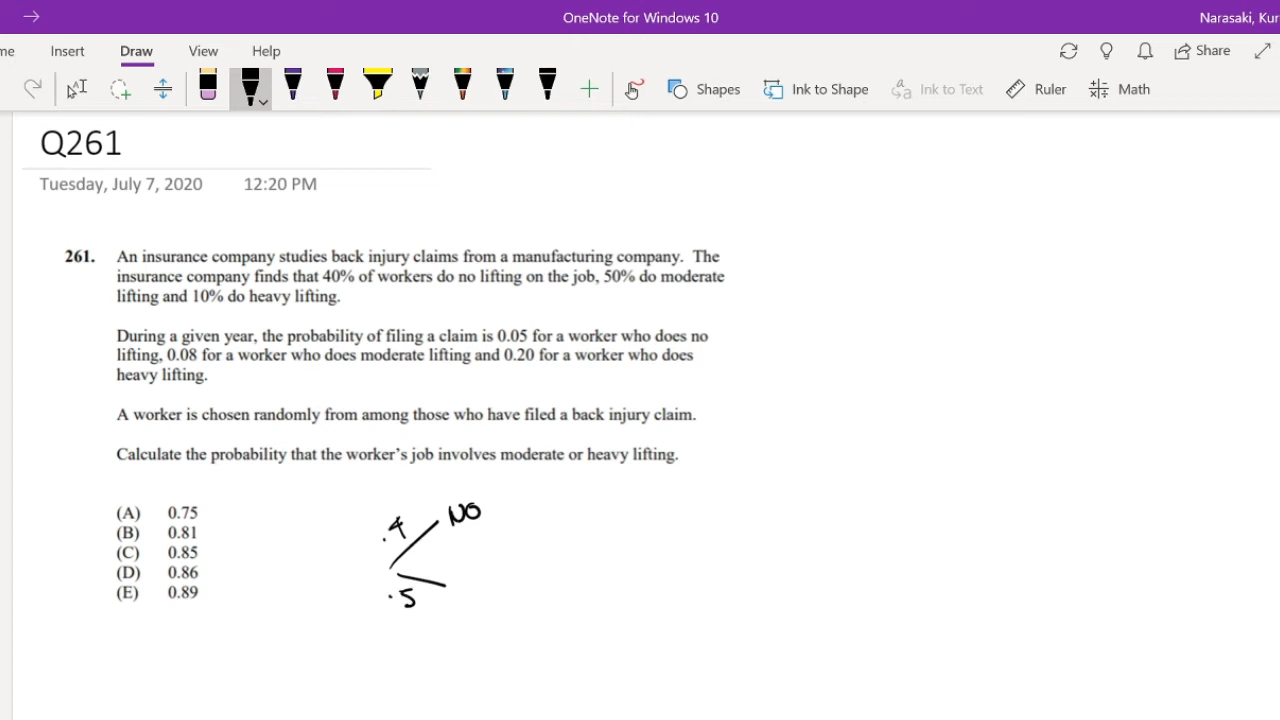 OneNote for Windows 10
Narasaki, Kur
me Insert Draw View Help Share
Shapes Ink to Shape Ink to Text Ruler Math
Q261
Tuesday, July 7, 2020 12:20 PM
261. An insurance company studies back injury claims from a manufacturing company. The
insurance company finds that 40% of workers do no lifting on the job, 50% do moderate
lifting and 10% do heavy lifting.
During a given year, the probability of filing a claim is 0.05 for a worker who does no
lifting, 0.08 for a worker who does moderate lifting and 0.20 for a worker who does
heavy lifting.
A worker is chosen randomly from among those who have filed a back injury claim.
Calculate the probability that the worker's job involves moderate or heavy lifting.
(A) 0.75
(B) 0.81
(C) 0.85
(D) 0.86
(E) 0.89
.4 NO
.5